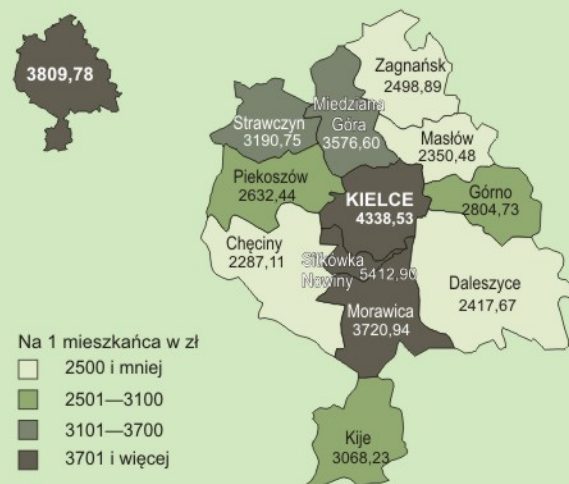 3809,78
Zagnańsk
2498,89
Miedziana
Góra
3576,60
Strawczyn
3190,75
Masłów
2350,48
Piekoszów
2632,44
KIELCE
4338,53
Górno
2804,73
Chęciny
2287,11
Sitkówka
Nowiny
5412,90
Daleszyce
2417,67
Morawica
3720,94
Kije
3068,23
Na 1 mieszkańca w zł
2500 i mniej
2501—3100
3101—3700
3701 i więcej